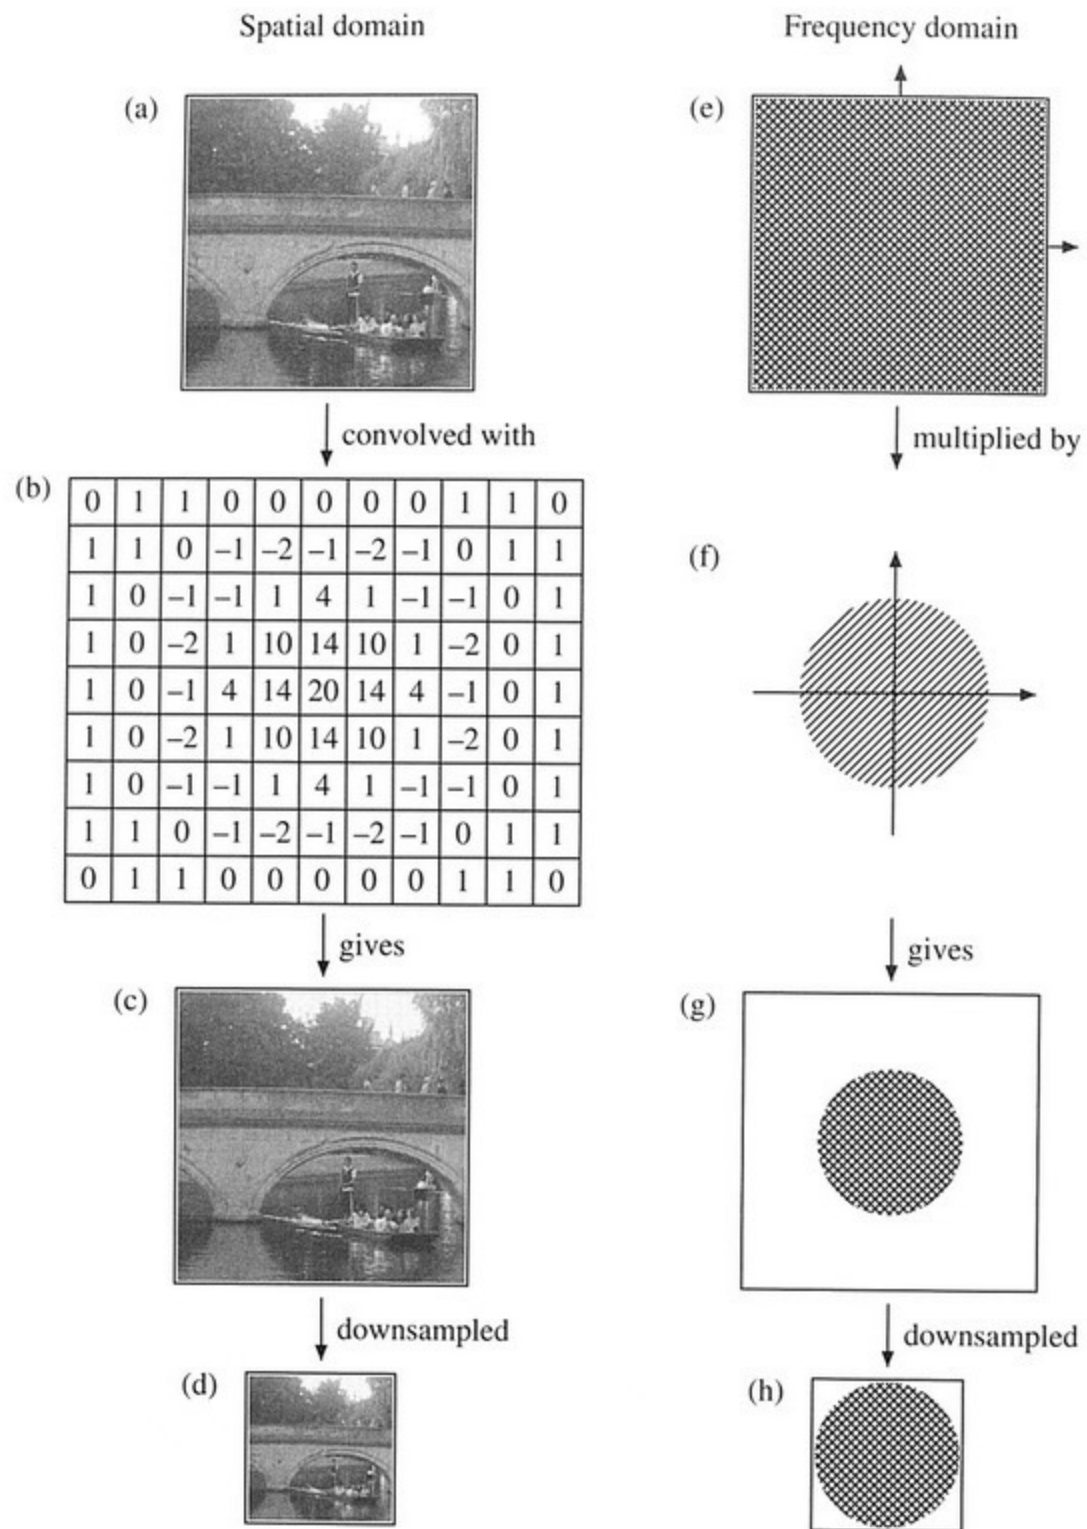 Spatial domain
Frequency domain
(a)
(e)
convolved with
multiplied by
(b)
0 1 1 0 0 0 0 0 1 1 0
1 1 0 –1 –2 –1 –2 –1 0 1 1
1 0 –1 –1 1 4 1 –1 –1 0 1
1 0 –2 1 10 14 10 1 –2 0 1
1 0 –1 4 14 20 14 4 –1 0 1
1 0 –2 1 10 14 10 1 –2 0 1
1 0 –1 –1 1 4 1 –1 –1 0 1
1 1 0 –1 –2 –1 –2 –1 0 1 1
0 1 1 0 0 0 0 0 1 1 0
(f)
gives
gives
(c)
(g)
downsampled
downsampled
(d)
(h)